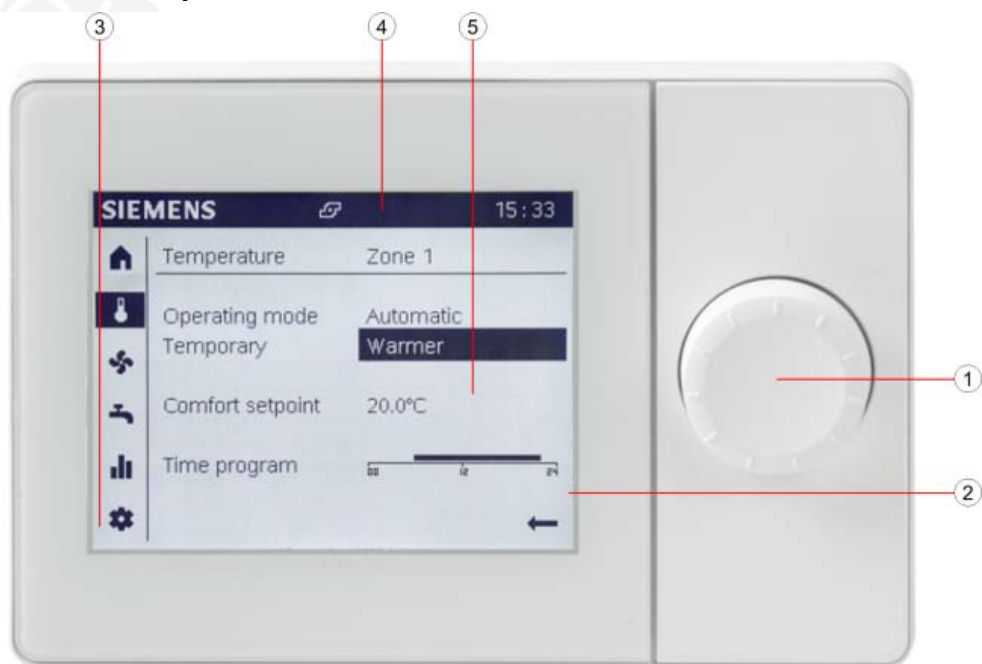 3 4 5
SIEMENS 15:33
Temperature Zone 1
Operating mode Automatic
Temporary Warmer
1
Comfort setpoint 20.0°C
Time program 00 12 24
2